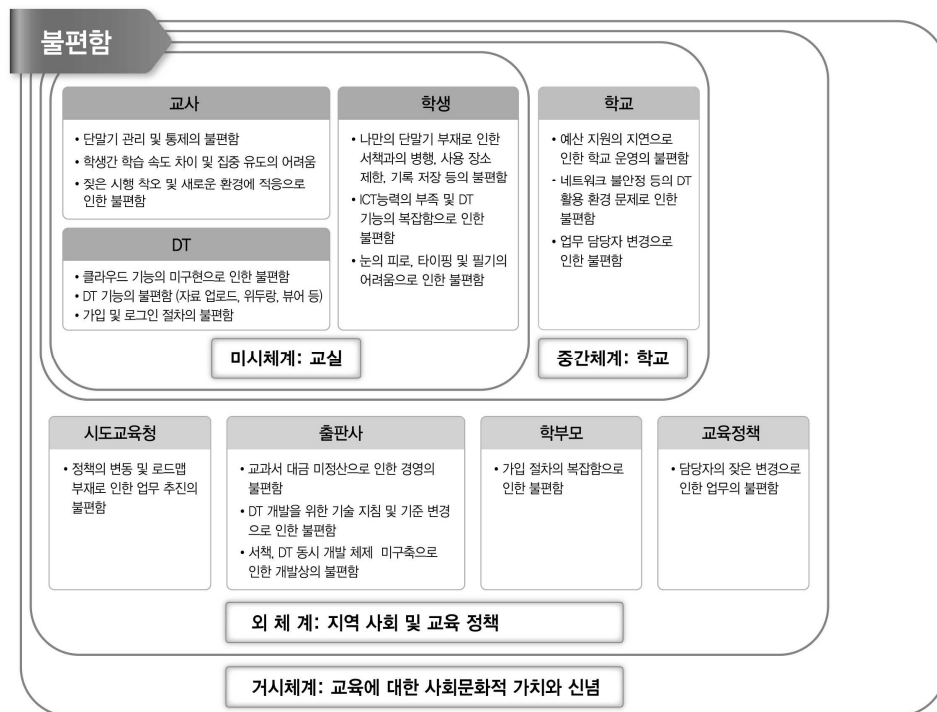 불편함
교사
• 단말기 관리 및 통제의 불편함
• 학생간 학습 속도 차이 및 집중 유도의 어려움
• 잦은 시행 착오 및 새로운 환경에 적응으로
인한 불편함
DT
• 클라우드 기능의 미구현으로 인한 불편함
• DT 기능의 불편함 (자료 업로드, 위두랑, 뷰어 등)
• 가입 및 로그인 절차의 불편함
학생
• 나만의 단말기 부재로 인한
서책과의 병행, 사용 장소
제한, 기록 저장 등의 불편함
• ICT능력의 부족 및 DT
기능의 복잡함으로 인한
불편함
• 눈의 피로, 타이핑 및 필기의
어려움으로 인한 불편함
미시체계: 교실
학교
• 예산 지원의 지연으로
인한 학교 운영의 불편함
- 네트워크 불안정 등의 DT
활용 환경 문제로 인한
불편함
• 업무 담당자 변경으로
인한 불편함
중간체계: 학교
시도교육청
• 정책의 변동 및 로드맵
부재로 인한 업무 추진의
불편함
출판사
• 교과서 대금 미정산으로 인한 경영의
불편함
• DT 개발을 위한 기술 지침 및 기준 변경
으로 인한 불편함
• 서책, DT 동시 개발 체제 미구축으로
인한 개발상의 불편함
학부모
• 가입 절차의 복잡함으로
인한 불편함
교육정책
• 담당자의 잦은 변경으로
인한 업무의 불편함
외 체 계: 지역 사회 및 교육 정책
거시체계: 교육에 대한 사회문화적 가치와 신념